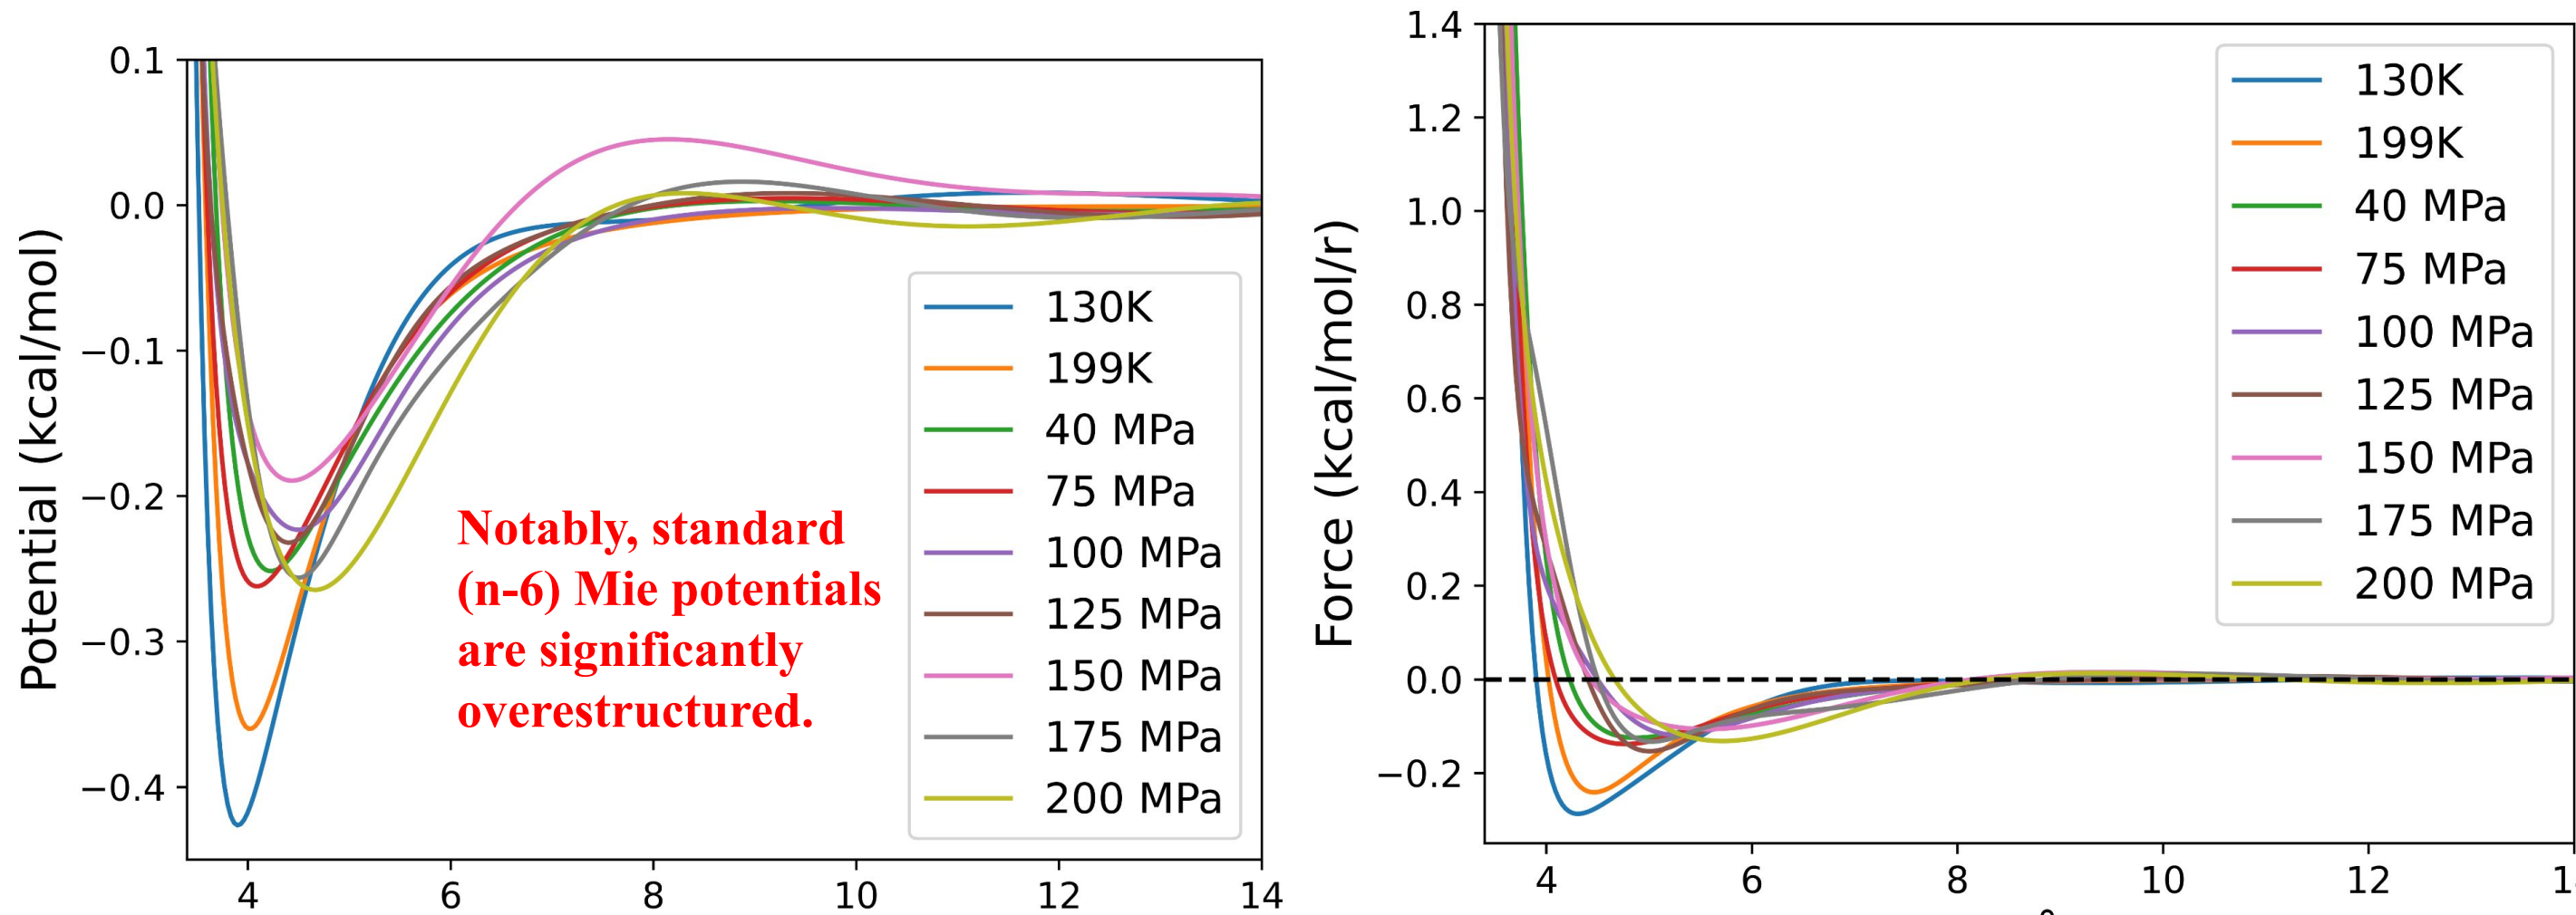 Potential (kcal/mol)
0.1
0.0
−0.1
−0.2
−0.3
−0.4
4
6
8
10
12
14
Notably, standard
(n-6) Mie potentials
are significantly
overestructured.
130K
199K
40 MPa
75 MPa
100 MPa
125 MPa
150 MPa
175 MPa
200 MPa
Force (kcal/mol/r)
1.4
1.2
1.0
0.8
0.6
0.4
0.2
0.0
−0.2
4
6
8
10
12
130K
199K
40 MPa
75 MPa
100 MPa
125 MPa
150 MPa
175 MPa
200 MPa